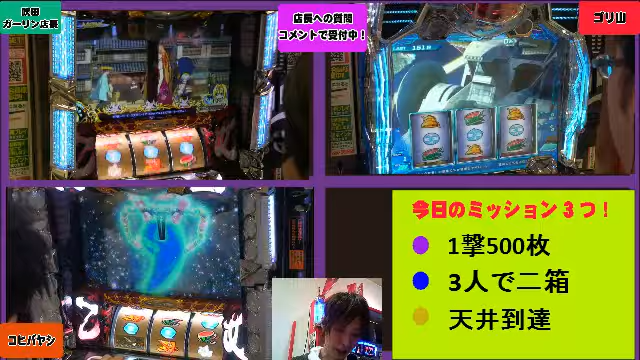 灰田
ガーリン店長
店長への質問
コメントで受付中！
ゴリ山
今日のミッション３つ！
1撃500枚
3人で二箱
天井到達
コヒバヤシ